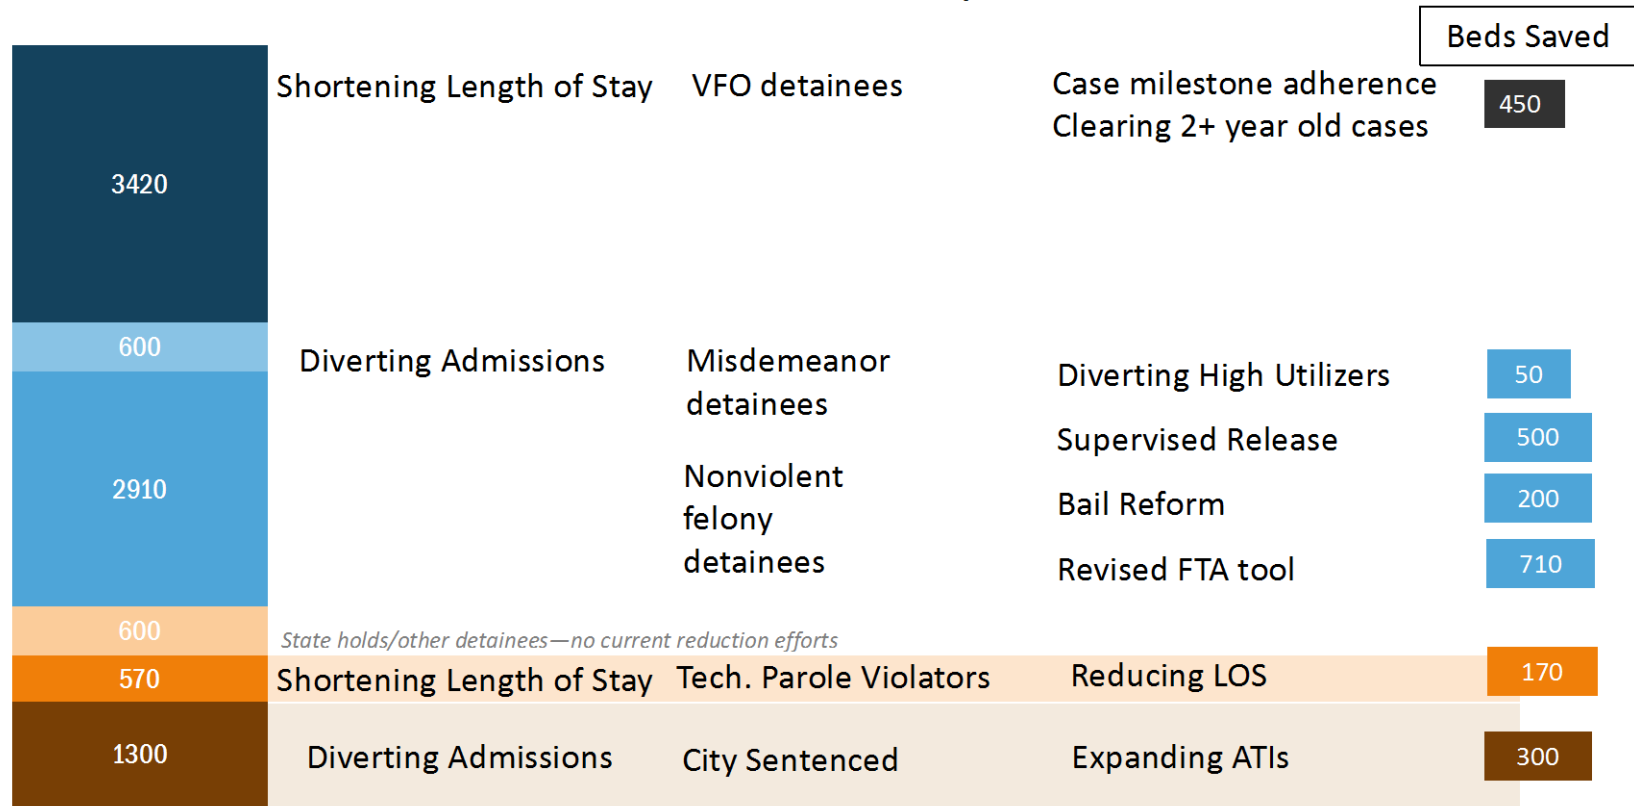 Beds Saved
Shortening Length of Stay
VFO detainees
Case milestone adherence
Clearing 2+ year old cases
450
3420
600
Diverting Admissions
Misdemeanor
detainees
Diverting High Utilizers
50
Supervised Release
500
2910
Nonviolent
felony
detainees
Bail Reform
200
Revised FTA tool
710
600
State holds/other detainees—no current reduction efforts
570
Shortening Length of Stay
Tech. Parole Violators
Reducing LOS
170
1300
Diverting Admissions
City Sentenced
Expanding ATIs
300